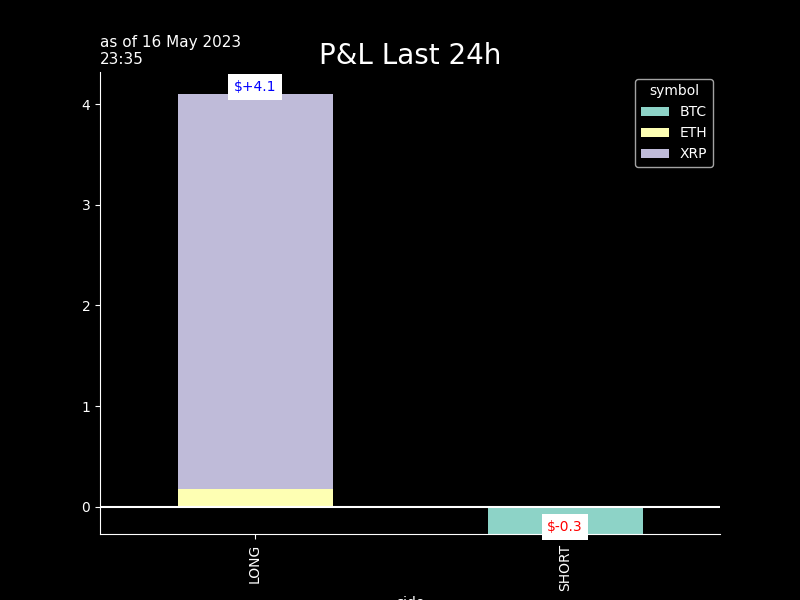 as of 16 May 2023
23:35
P&L Last 24h
$+4.1
symbol
BTC
ETH
XRP
4
3
2
1
0
$-0.3
LONG
SHORT
side